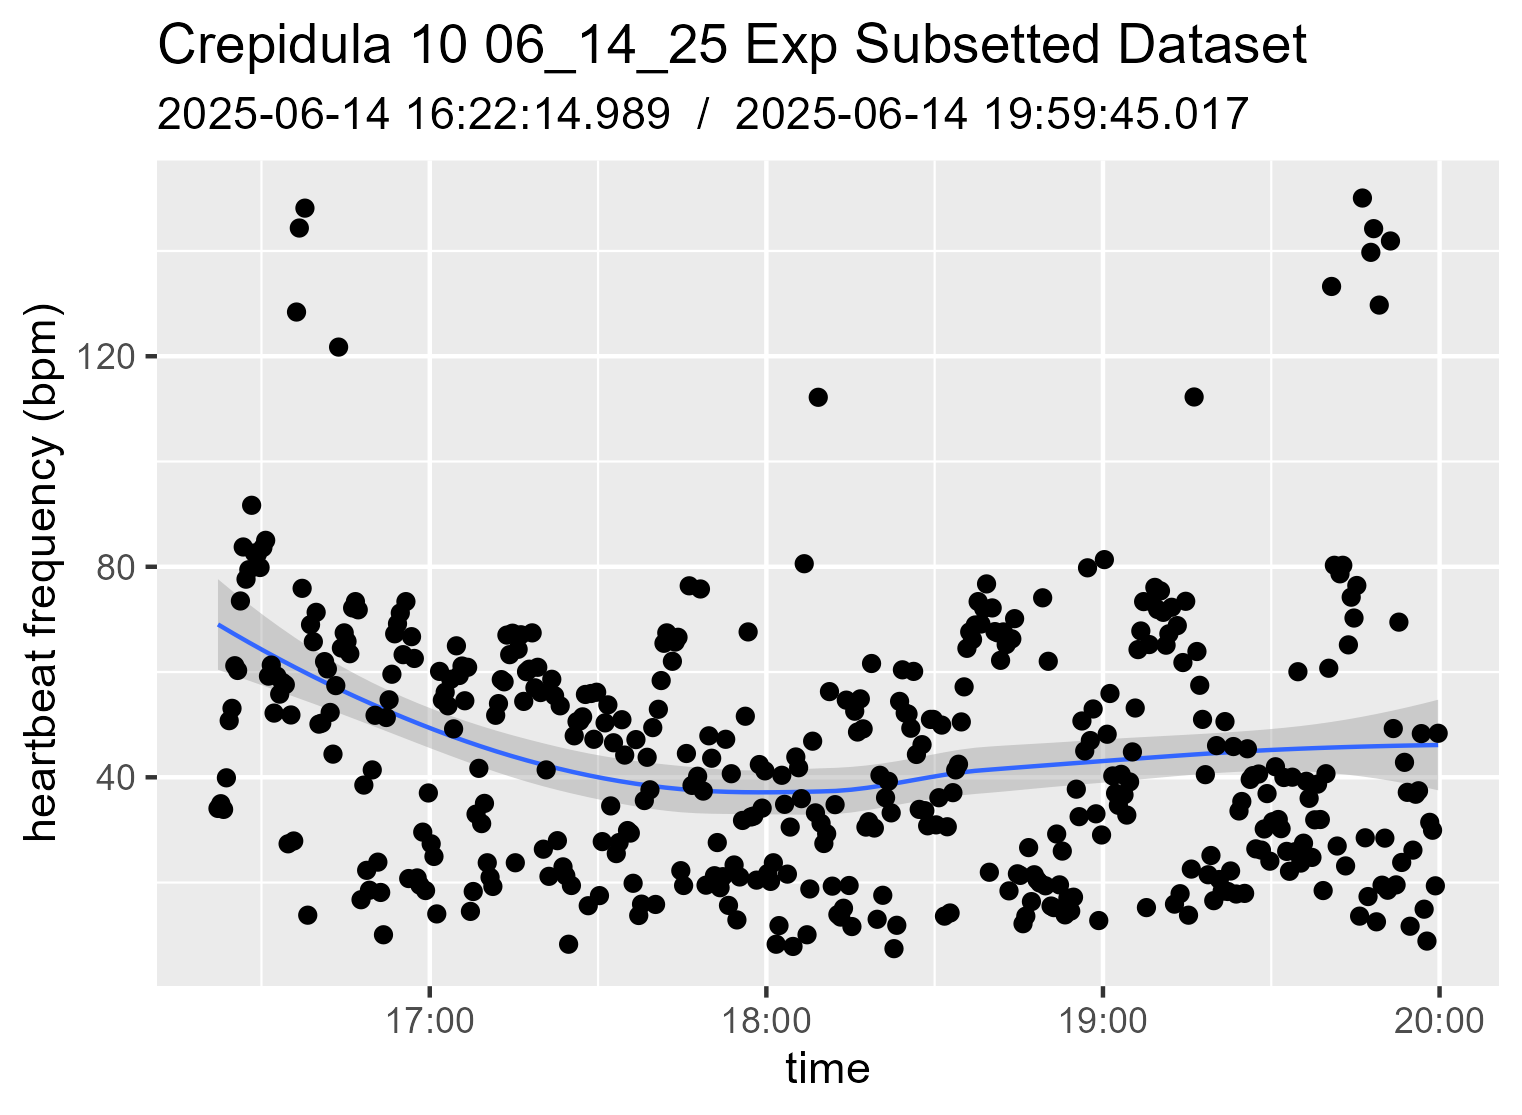 Crepidula 10 06_14_25 Exp Subsetted Dataset
2025-06-14 16:22:14.989 / 2025-06-14 19:59:45.017
heartbeat frequency (bpm)
120
80
40
17:00 18:00 19:00 20:00
time